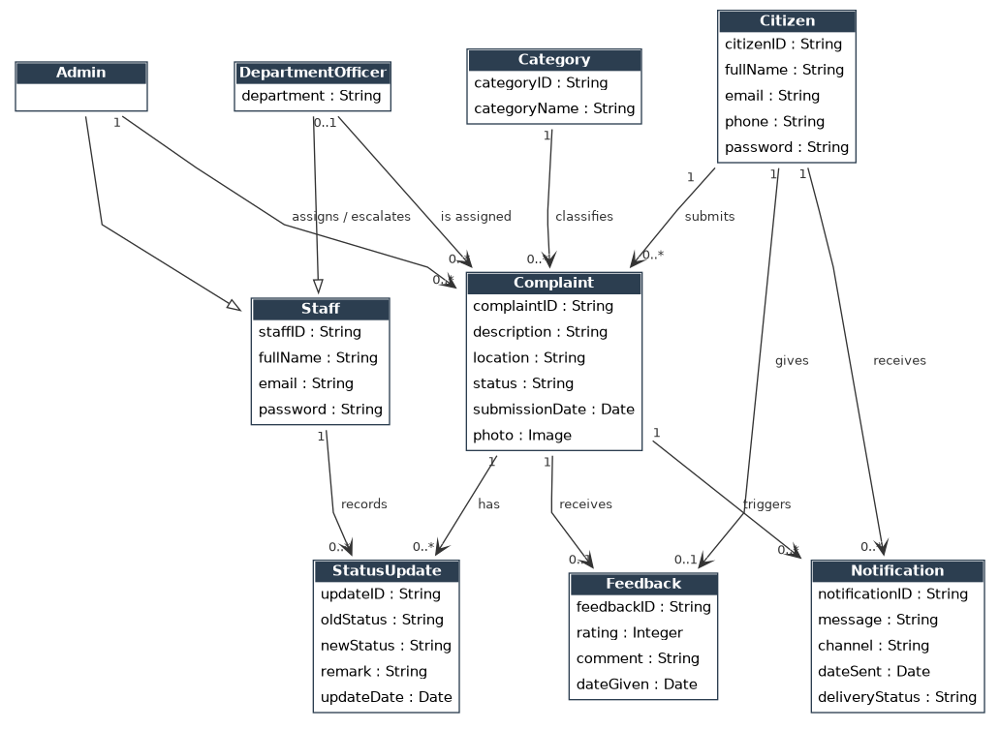 Citizen
citizenID : String
fullName : String
email : String
phone : String
password : String
Category
categoryID : String
categoryName : String
Admin
DepartmentOfficer
department : String
1
0..1
1
1
1
1
assigns / escalates
is assigned
classifies
submits
0..*
0..*
0..*
0..*
Complaint
complaintID : String
description : String
location : String
status : String
submissionDate : Date
photo : Image
Staff
staffID : String
fullName : String
email : String
password : String
gives
receives
1
1
1
1
records
has
receives
triggers
0..*
0..*
0..1
0..1
0..*
0..*
StatusUpdate
updateID : String
oldStatus : String
newStatus : String
remark : String
updateDate : Date
Feedback
feedbackID : String
rating : Integer
comment : String
dateGiven : Date
Notification
notificationID : String
message : String
channel : String
dateSent : Date
deliveryStatus : String